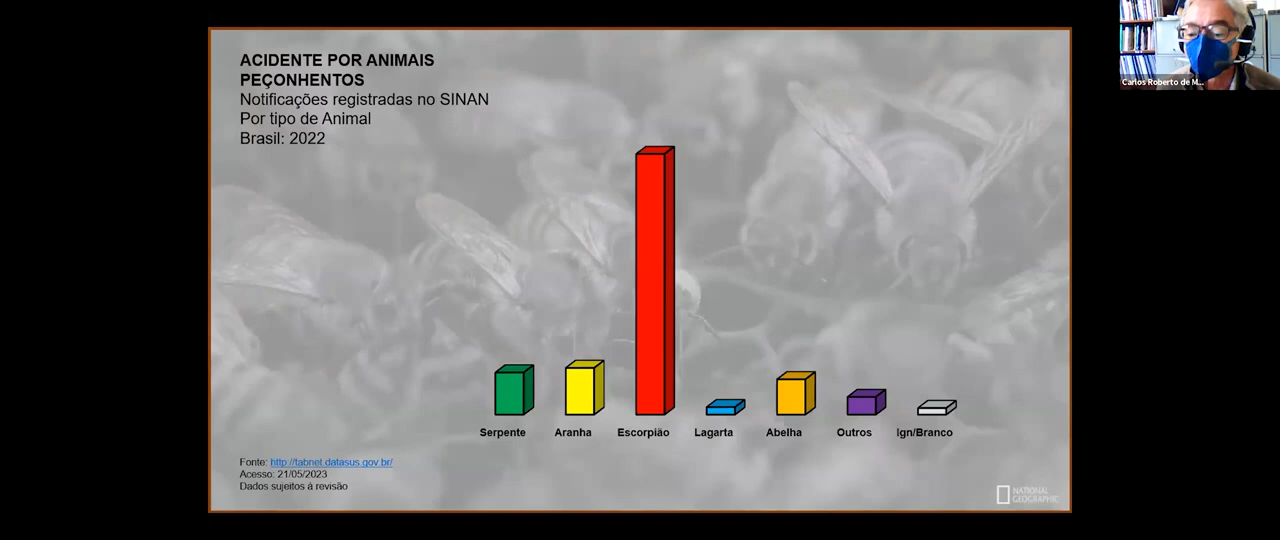 ACIDENTE POR ANIMAIS
PEÇONHENTOS
Notificações registradas no SINAN
Por tipo de Animal
Brasil: 2022
Serpente Aranha Escorpião Lagarta Abelha Outros Ign/Branco
Fonte: http://tabnet.datasus.gov.br/
Acesso: 21/05/2023
Dados sujeitos à revisão
NATIONAL
GEOGRAPHIC
Carlos Roberto de M...